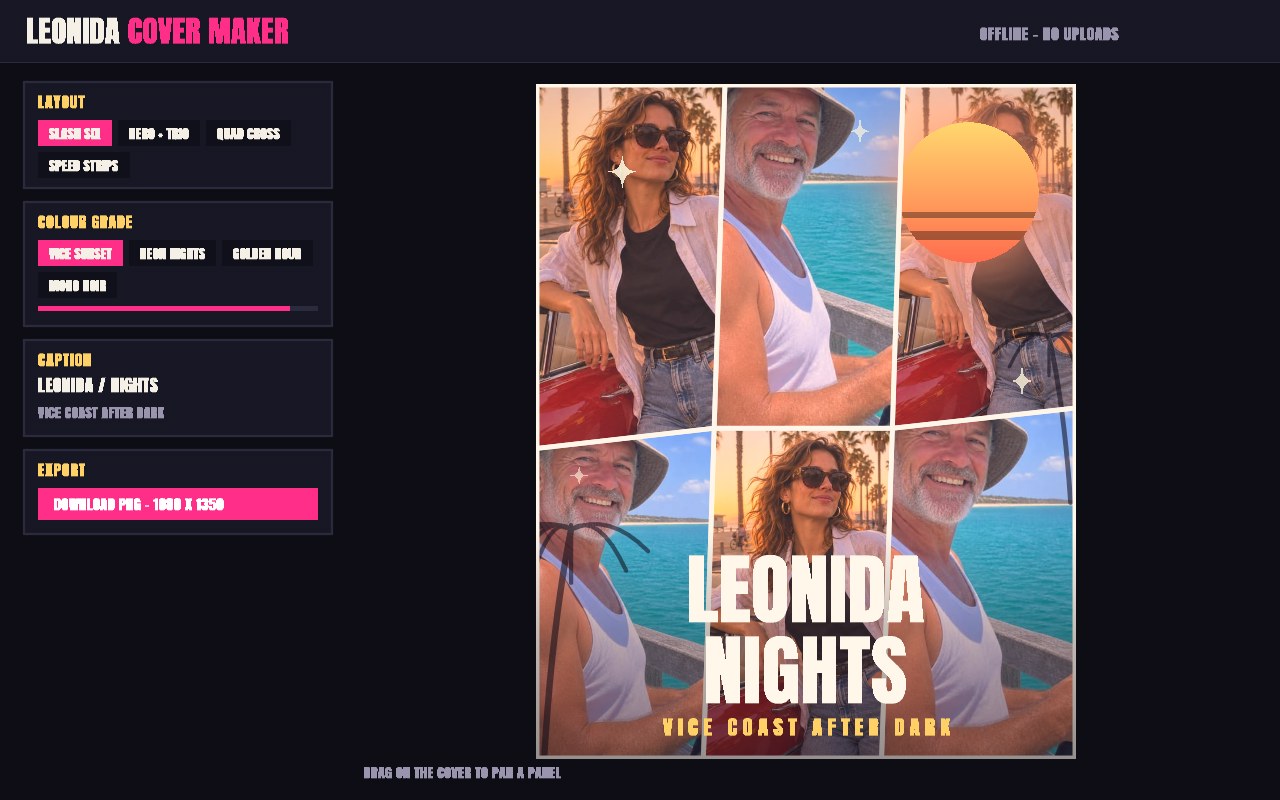 LEONIDA COVER MAKER
OFFLINE - NO UPLOADS
LAYOUT
SLASH SIX
HERO + TRIO
QUAD CROSS
SPEED STRIPS
COLOUR GRADE
VICE SUNSET
NEON NIGHTS
GOLDEN HOUR
MONO NOIR
CAPTION
LEONIDA / NIGHTS
VICE COAST AFTER DARK
EXPORT
DOWNLOAD PNG - 1080 X 1350
LEONIDA
NIGHTS
VICE COAST AFTER DARK
DRAG ON THE COVER TO PAN A PANEL